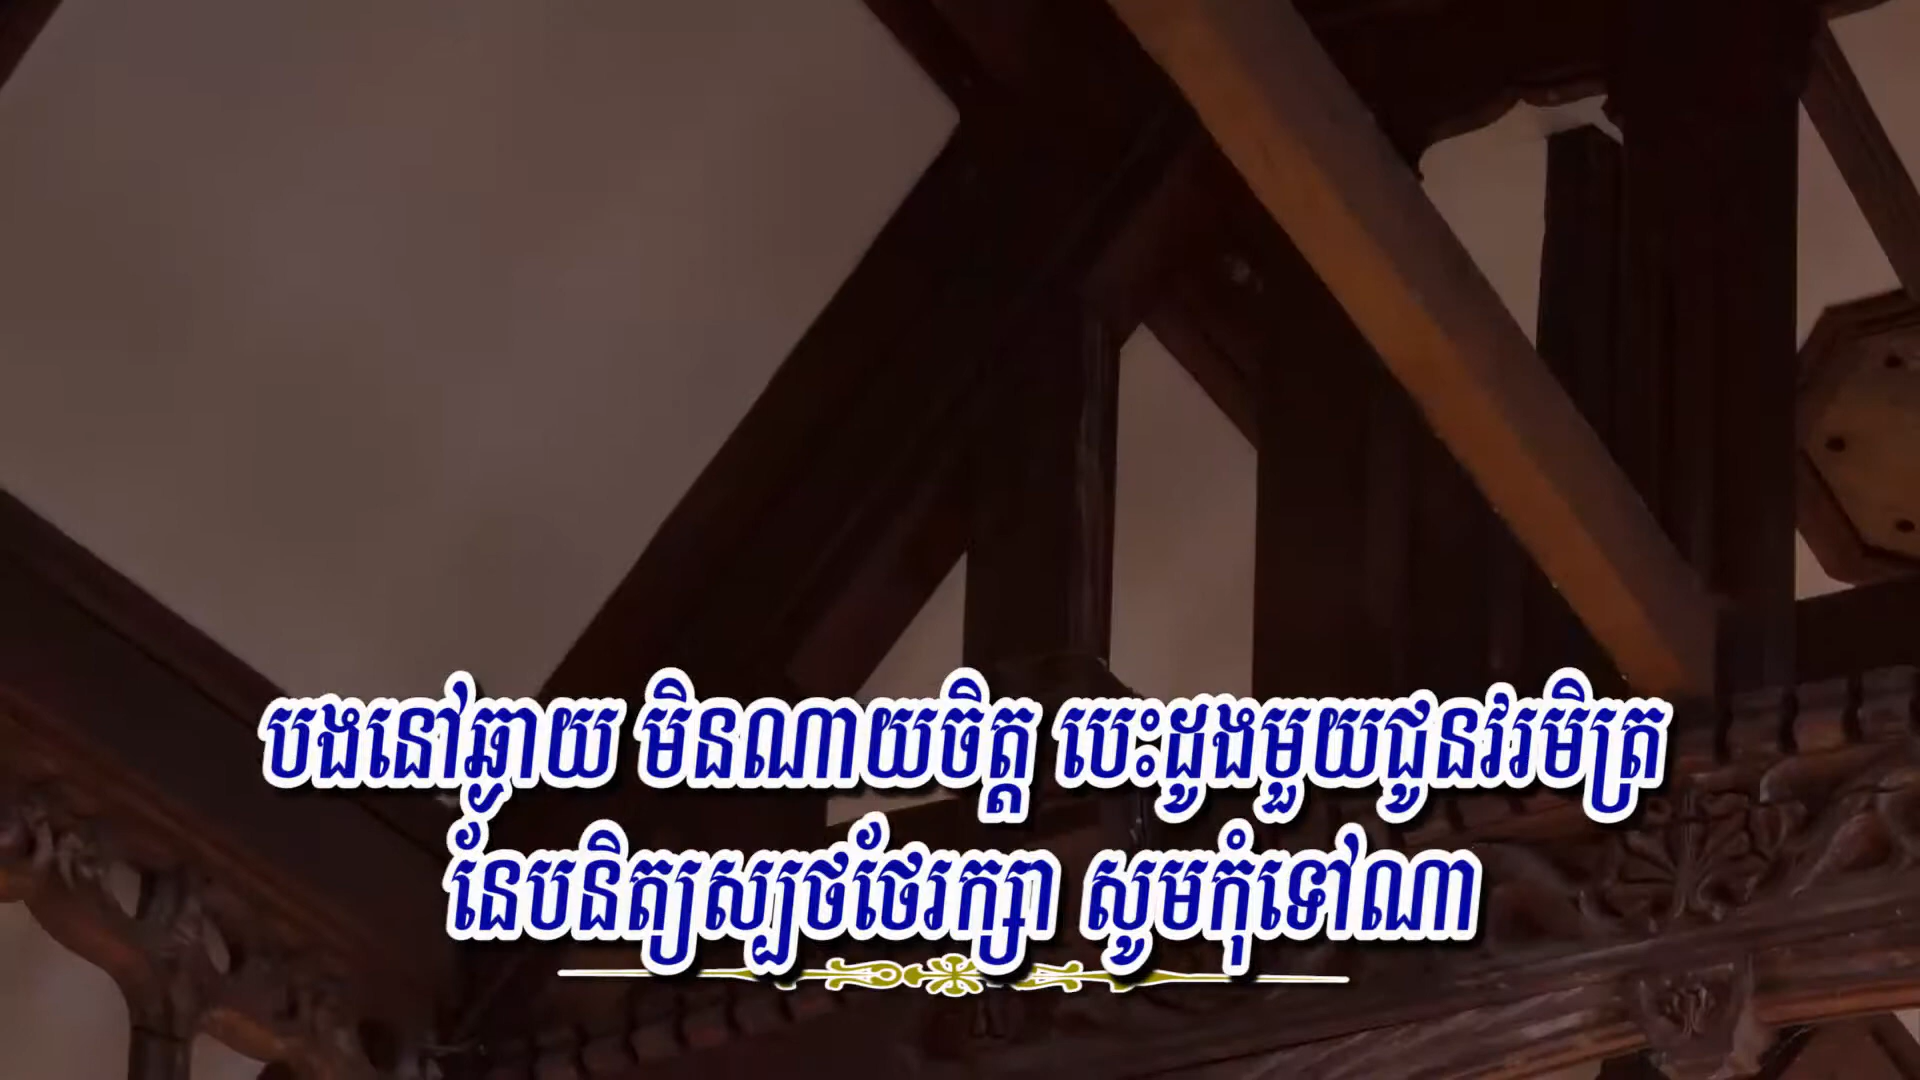 បងនៅឆ្ងាយ មិនណាយចិត្ត បេះដូងមួយជូនវរមិត្រ
នែបនិត្យស្បថថែរក្សា សូមកុំទៅណា